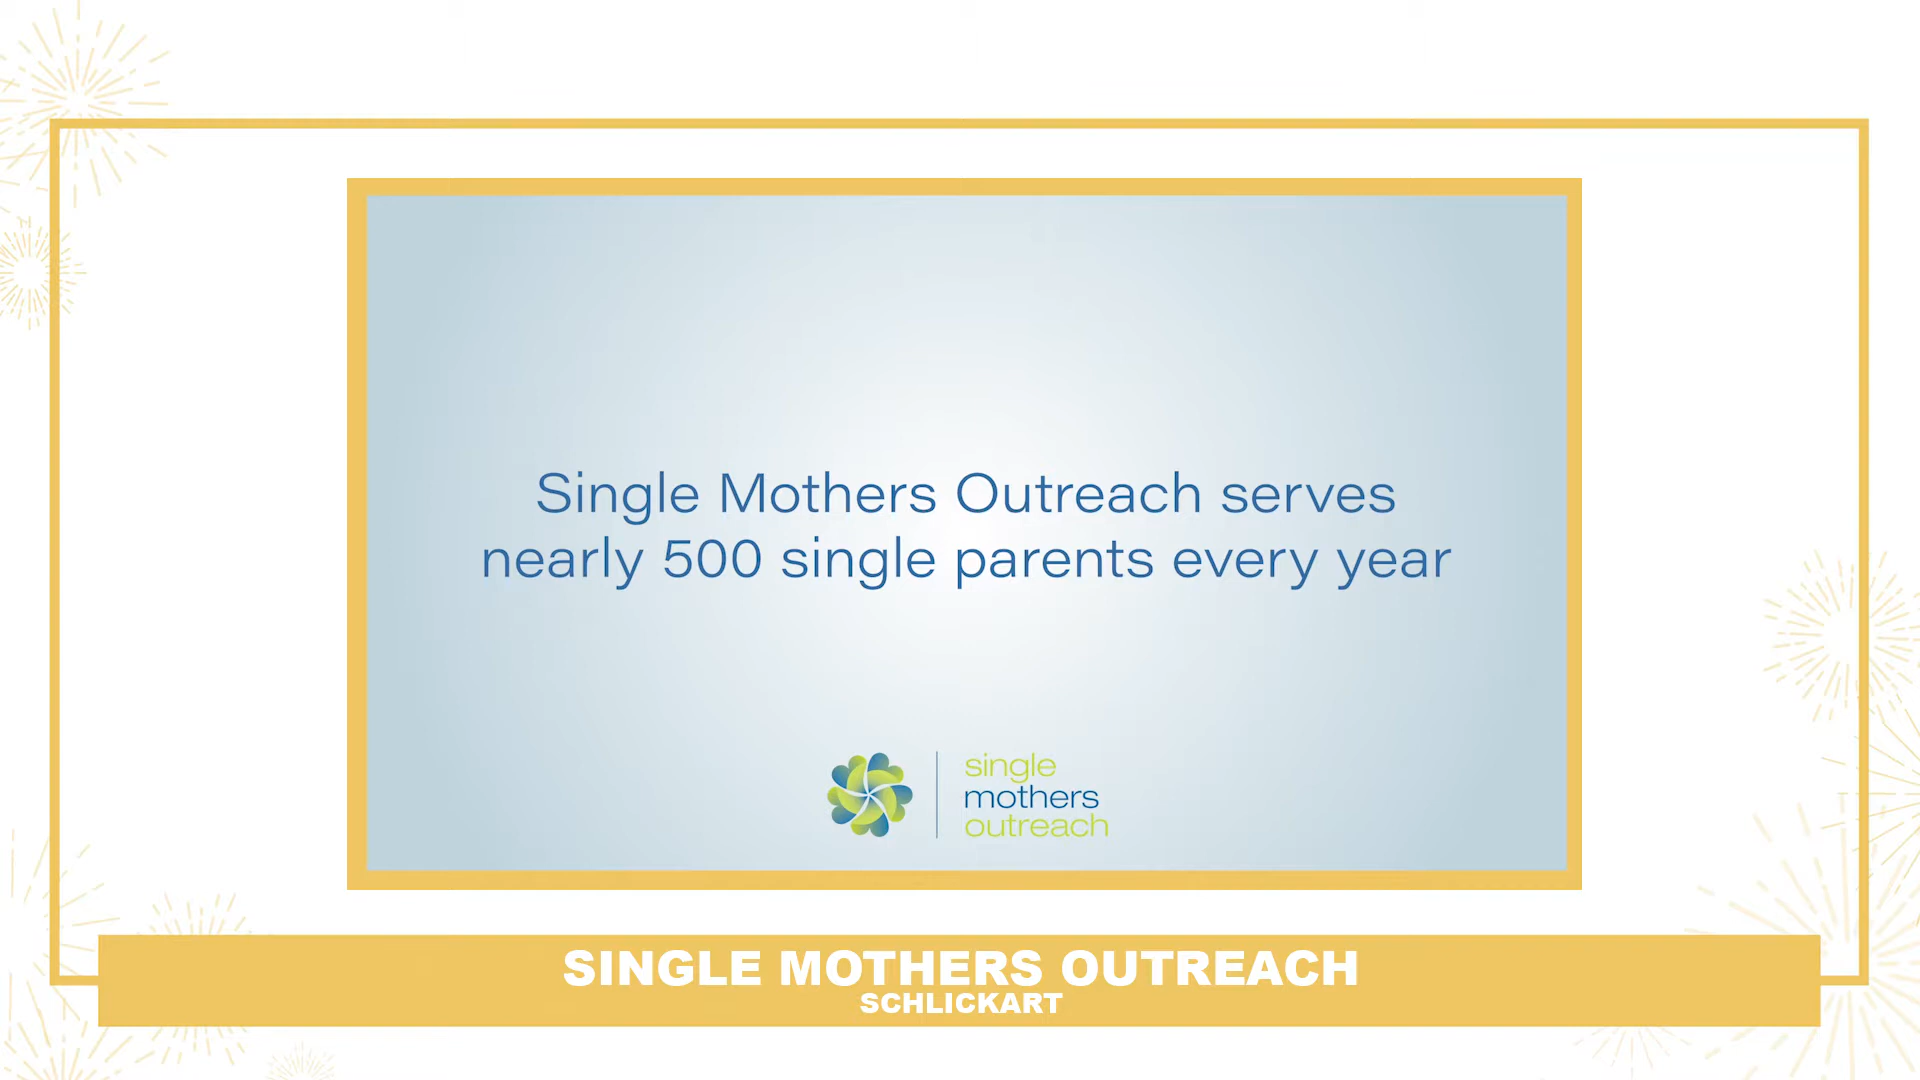 Single Mothers Outreach serves
nearly 500 single parents every year
single
mothers
outreach
SINGLE MOTHERS OUTREACH
SCHLICKART